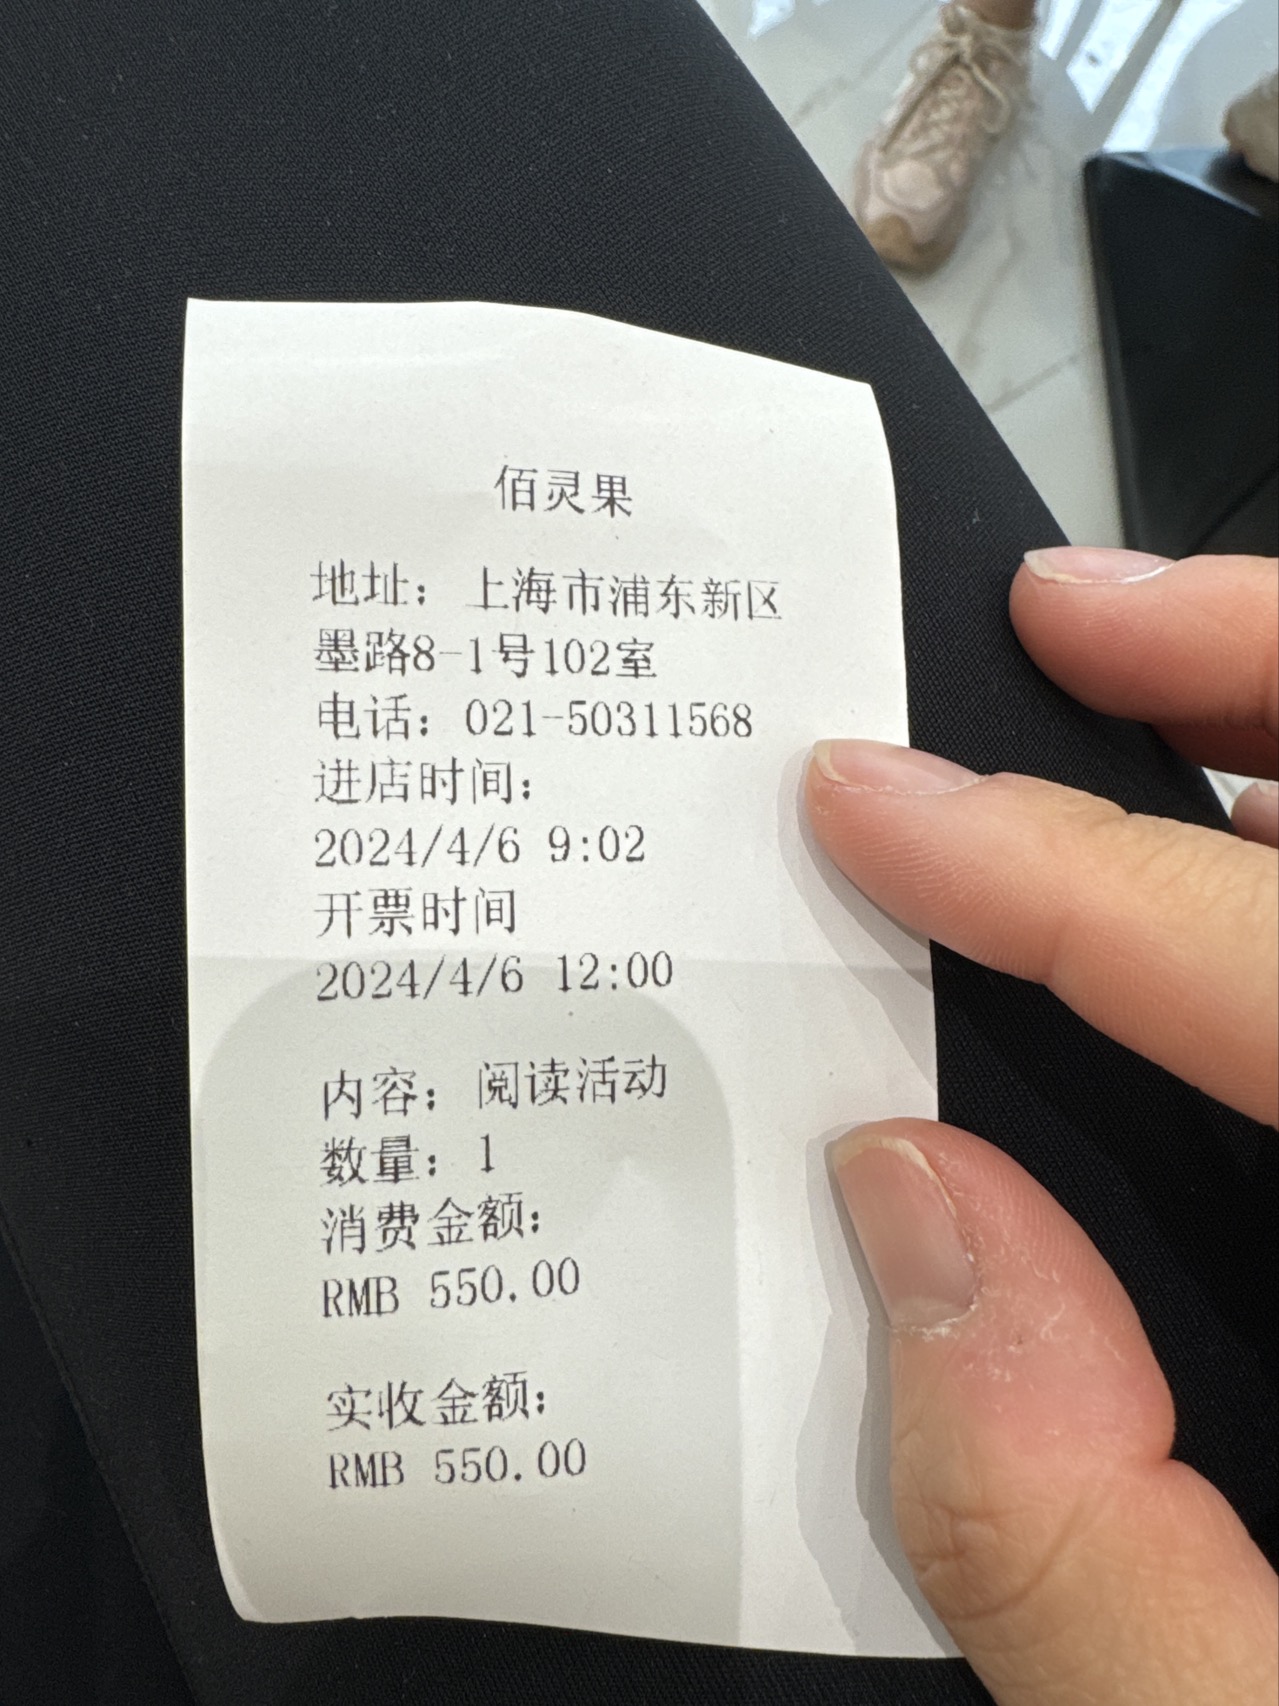 佰灵果
地址：上海市浦东新区
墨路8-1号102室
电话：021-50311568
进店时间：
2024/4/6 9:02
开票时间
2024/4/6 12:00
内容：阅读活动
数量：1
消费金额：
RMB 550.00
实收金额：
RMB 550.00